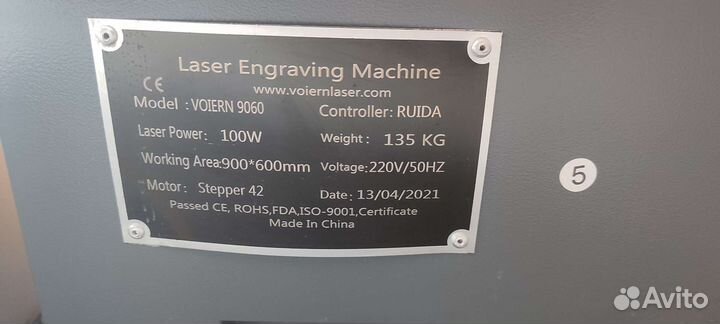 Laser Engraving Machine
CE www.voiernlaser.com
Model : VOIERN 9060 Controller: RUIDA
Laser Power: 100W Weight: 135 KG
Working Area:900*600mm Voltage:220V/50HZ
Motor: Stepper 42 Date: 13/04/2021
Passed CE, ROHS,FDA,ISO-9001,Certificate
Made In China
5
Avito